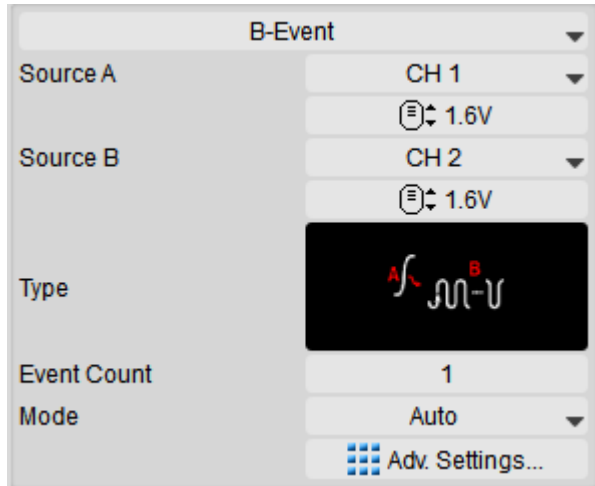 B-Event
Source A CH 1
1.6V
Source B CH 2
1.6V
Type A B
Event Count 1
Mode Auto
Adv. Settings...